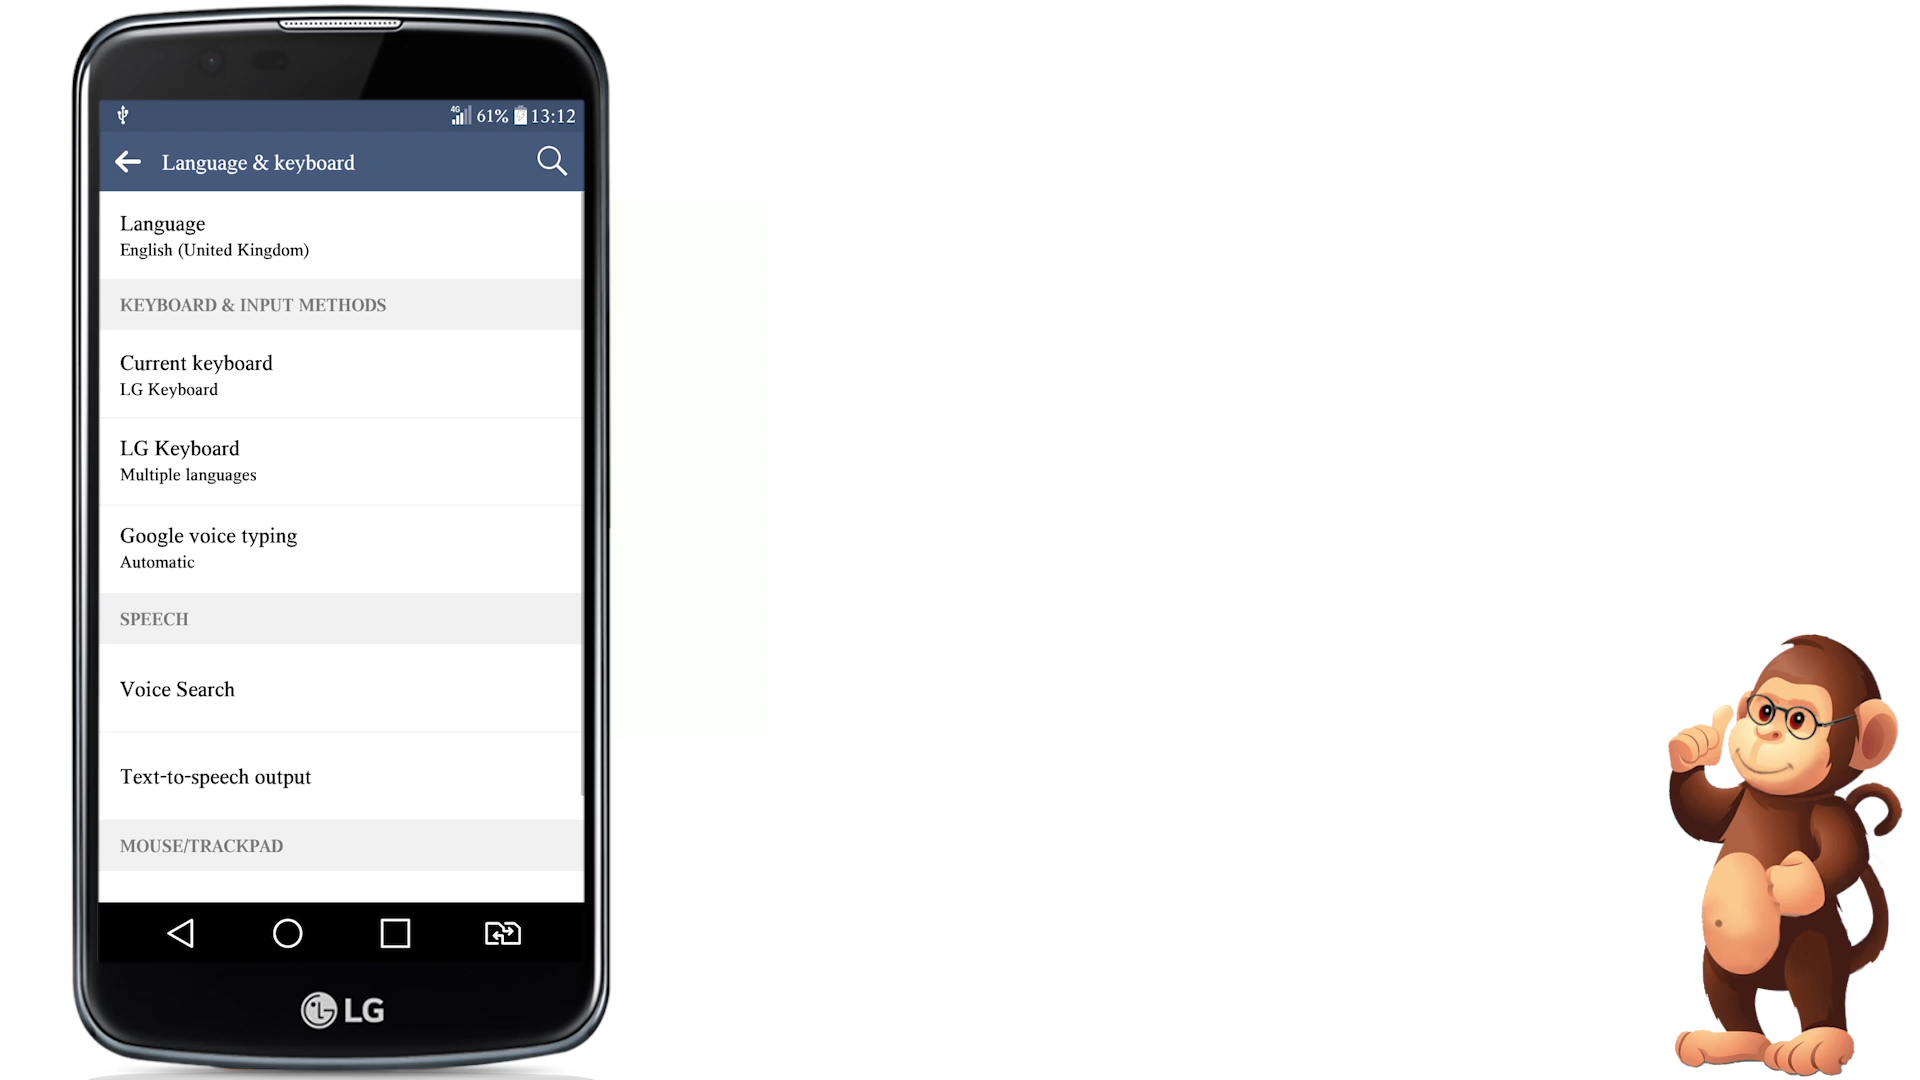 4G 61% 13:12
Language & keyboard
Language
English (United Kingdom)
KEYBOARD & INPUT METHODS
Current keyboard
LG Keyboard
LG Keyboard
Multiple languages
Google voice typing
Automatic
SPEECH
Voice Search
Text-to-speech output
MOUSE/TRACKPAD
LG